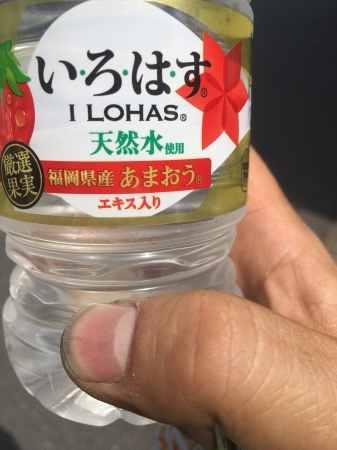 い・ろ・は・す®
I LOHAS®
天然水使用
厳選果実
福岡県産 あまおう®
エキス入り